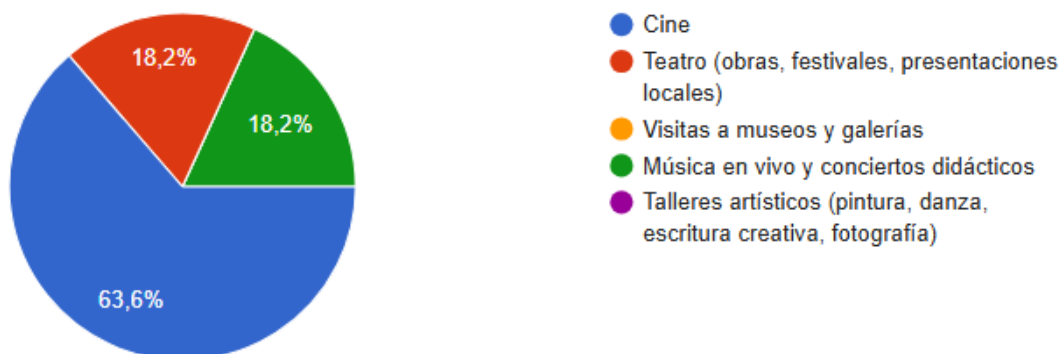 18,2%
18,2%
63,6%
Cine
Teatro (obras, festivales, presentaciones
locales)
Visitas a museos y galerías
Música en vivo y conciertos didácticos
Talleres artísticos (pintura, danza,
escritura creativa, fotografía)